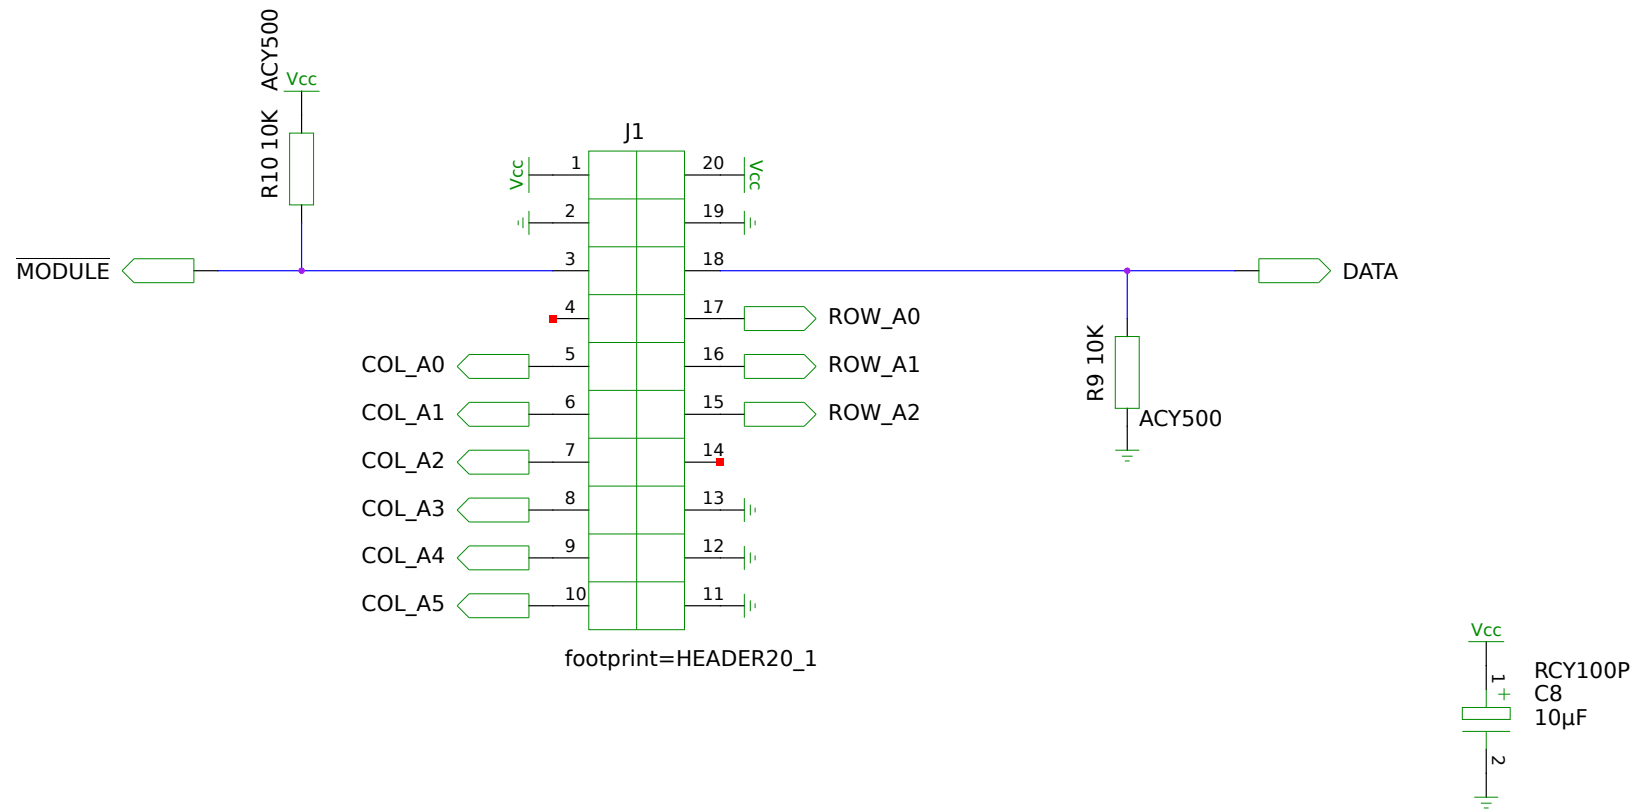 R10 10K ACY500
Vcc
J1
Vcc 1 20 Vcc
2 19
MODULE 3 18 DATA
4 17 ROW_A0
COL_A0 5 16 ROW_A1
COL_A1 6 15 ROW_A2
COL_A2 7 14
COL_A3 8 13
COL_A4 9 12
COL_A5 10 11
footprint=HEADER20_1
R9 10K
ACY500
Vcc
1
+
RCY100P
C8
10µF
2